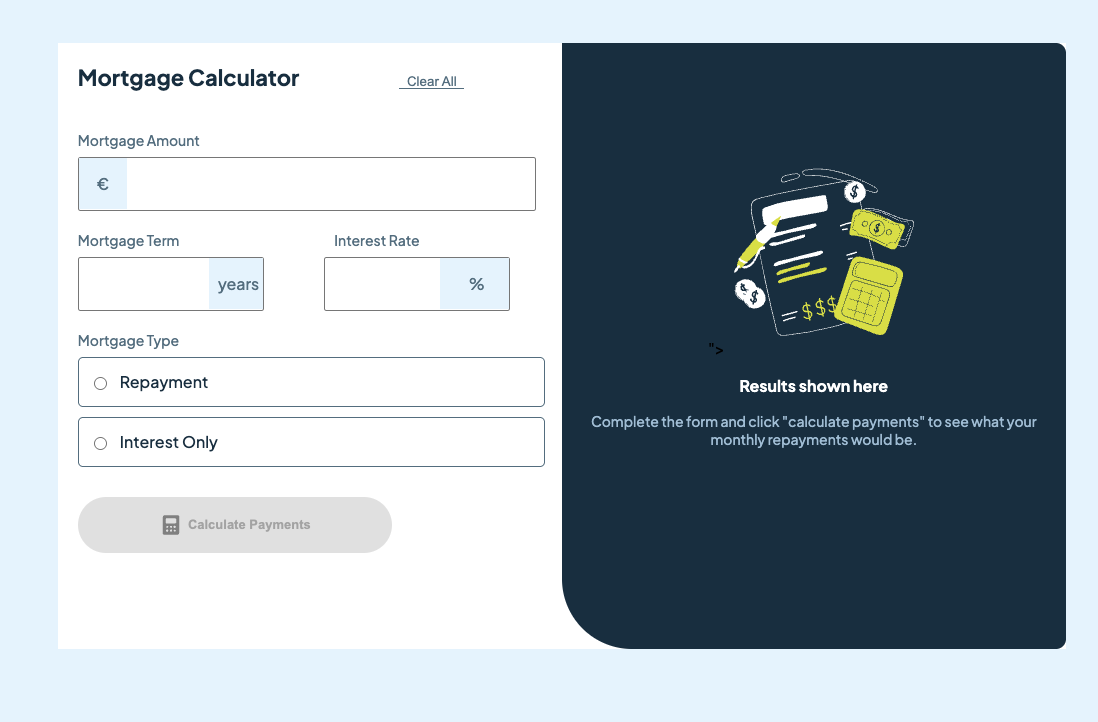 Mortgage Calculator
Clear All
Mortgage Amount
€
Mortgage Term
Interest Rate
years
%
Mortgage Type
Repayment
Interest Only
Calculate Payments
$
$
$
$
$$$
">
Results shown here
Complete the form and click "calculate payments" to see what your
monthly repayments would be.